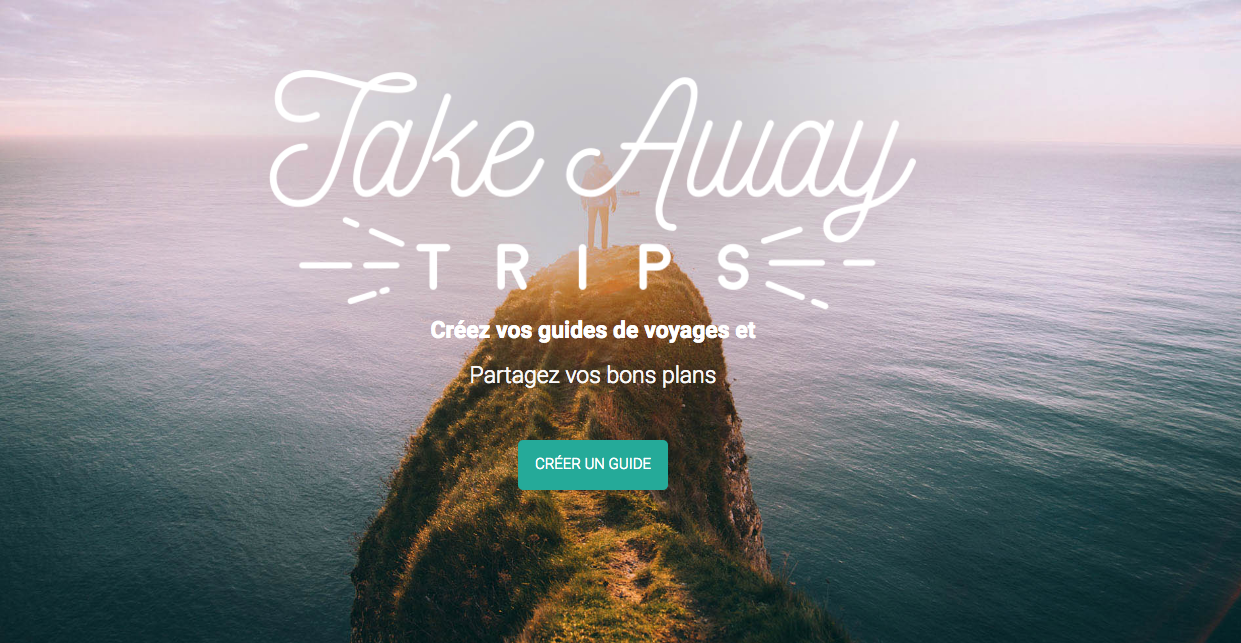 Take Away
TRIPS
Créez vos guides de voyages et
Partagez vos bons plans
CRÉER UN GUIDE